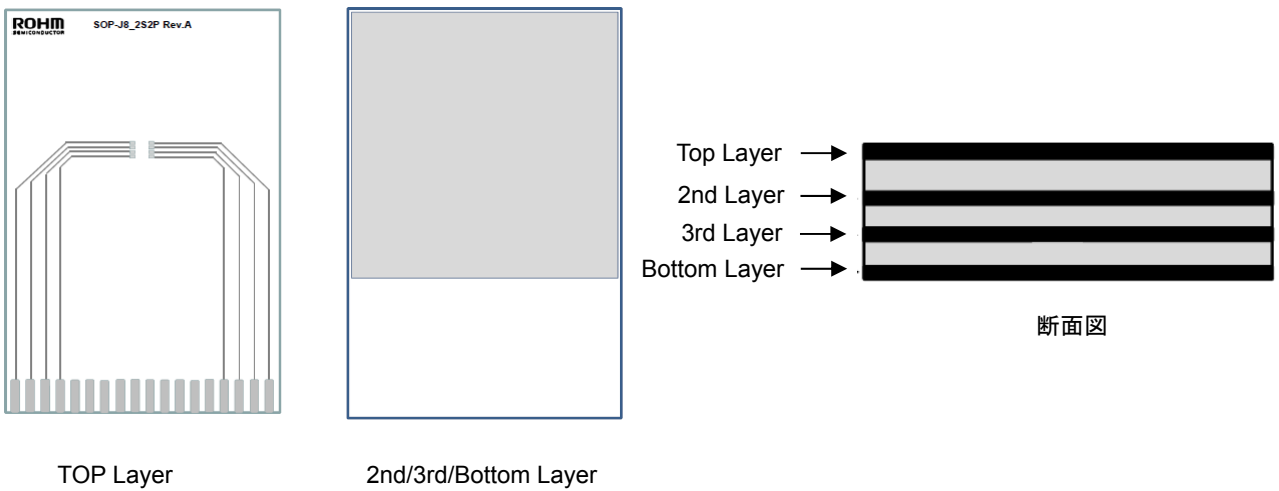 ROHM
SEMICONDUCTOR
SOP-J8_2S2P Rev.A
Top Layer
2nd Layer
3rd Layer
Bottom Layer
断面図
TOP Layer
2nd/3rd/Bottom Layer